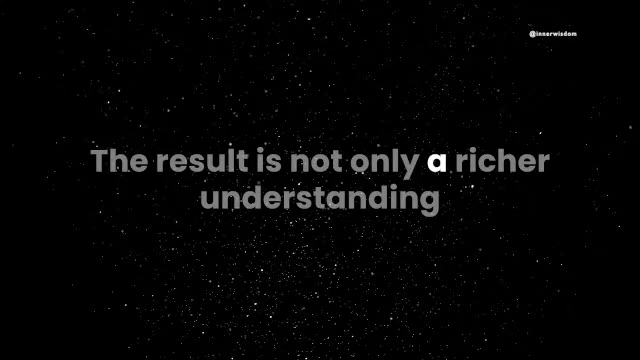 @innerwisdom
The result is not only a richer
understanding